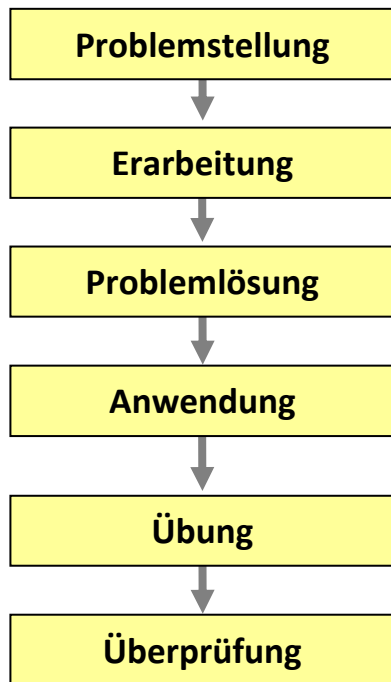 Problemstellung
Erarbeitung
Problemlösung
Anwendung
Übung
Überprüfung